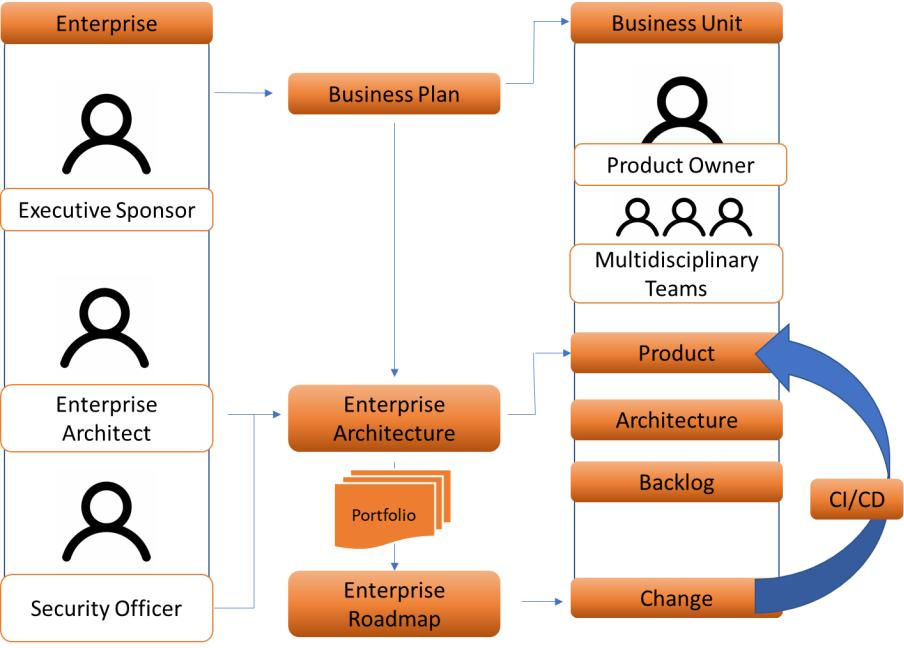 Enterprise
Executive Sponsor
Enterprise
Architect
Security Officer
Business Plan
Enterprise
Architecture
Portfolio
Enterprise
Roadmap
Business Unit
Product Owner
Multidisciplinary
Teams
Product
Architecture
Backlog
Change
CI/CD